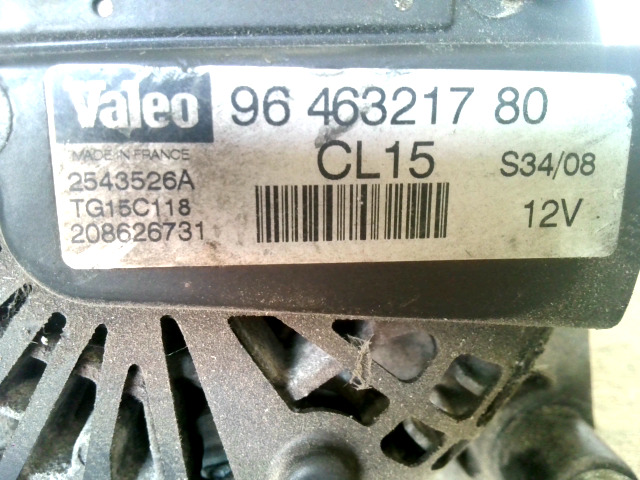 Valeo 96 463217 80
MADE IN FRANCE CL15 S34/08
2543526A
TG15C118 12V
208626731